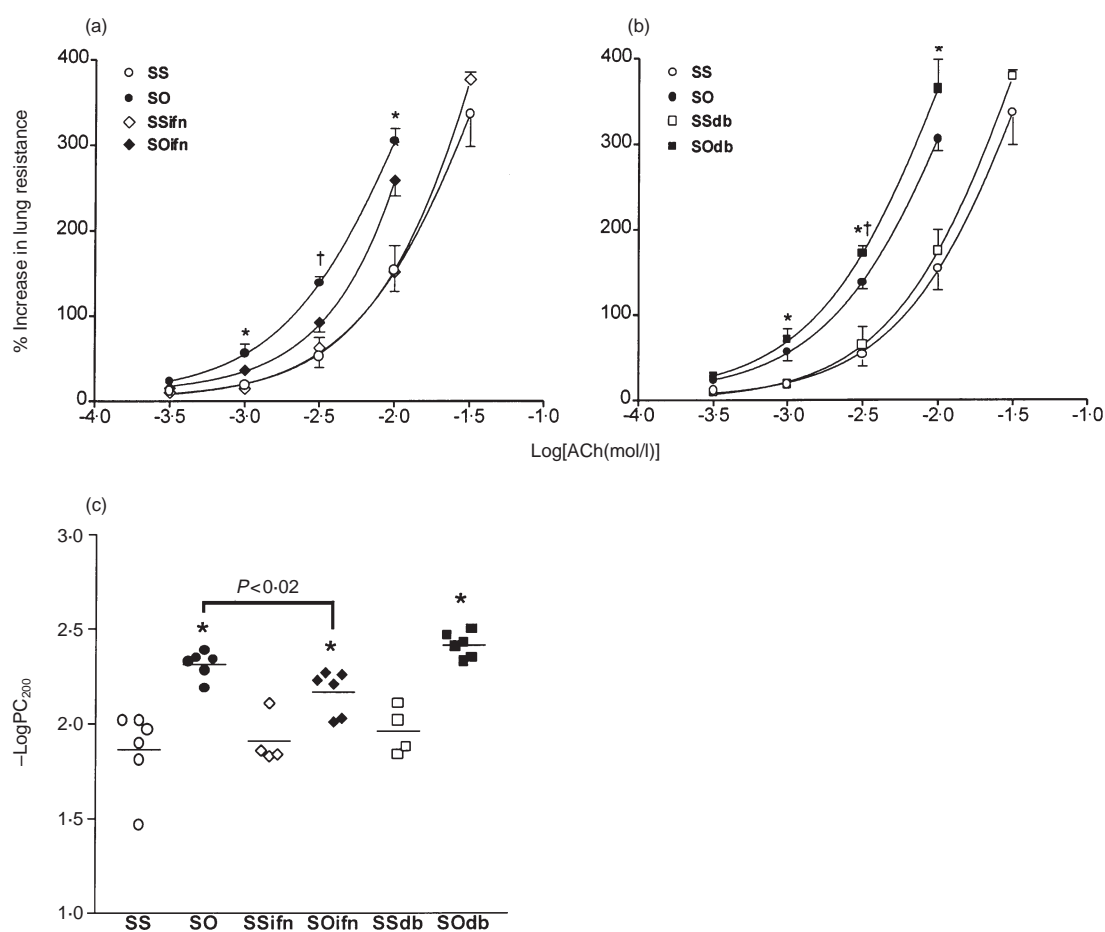 (a)
% Increase in lung resistance
400
300
200
100
0
SS
SO
SSifn
SOifn
*
†
*
*
-4·0 -3·5 -3·0 -2·5 -2·0 -1·5 -1·0
(b)
400
300
200
100
0
SS
SO
SSdb
SOdb
*
*†
*
-4·0 -3·5 -3·0 -2·5 -2·0 -1·5 -1·0
Log[ACh(mol/l)]
(c)
–LogPC200
3·0
2·5
2·0
1·5
1·0
P<0·02
*
*
*
SS SO SSifn SOifn SSdb SOdb